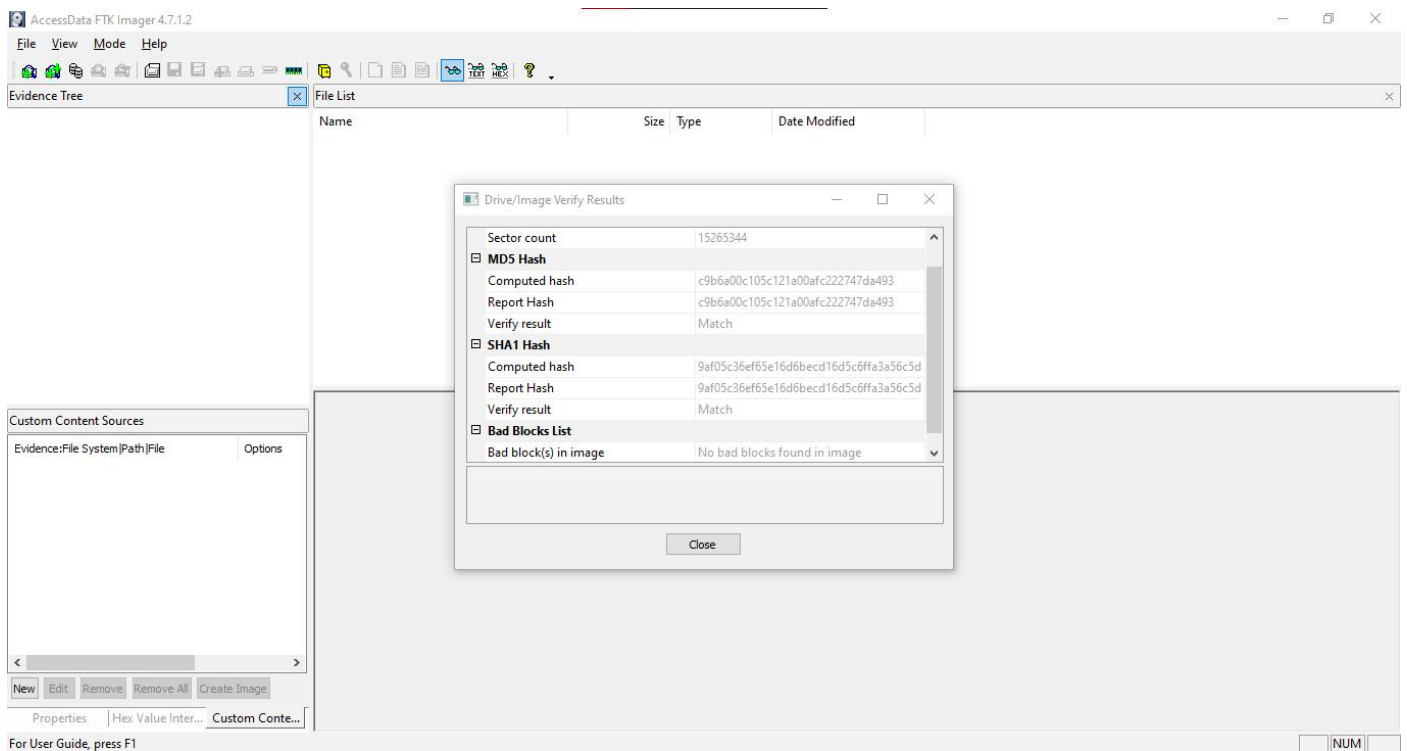 AccessData FTK Imager 4.7.1.2
File View Mode Help
TEXT HEX
Evidence Tree
File List
Name Size Type Date Modified
Drive/Image Verify Results
Sector count 15265344
MD5 Hash
Computed hash c9b6a00c105c121a00afc222747da493
Report Hash c9b6a00c105c121a00afc222747da493
Verify result Match
SHA1 Hash
Computed hash 9af05c36ef65e16d6becd16d5c6ffa3a56c5d
Report Hash 9af05c36ef65e16d6becd16d5c6ffa3a56c5d
Verify result Match
Bad Blocks List
Bad block(s) in image No bad blocks found in image
Close
Custom Content Sources
Evidence:File System|Path|File Options
New Edit Remove Remove All Create Image
Properties Hex Value Inter... Custom Conte...
For User Guide, press F1 NUM